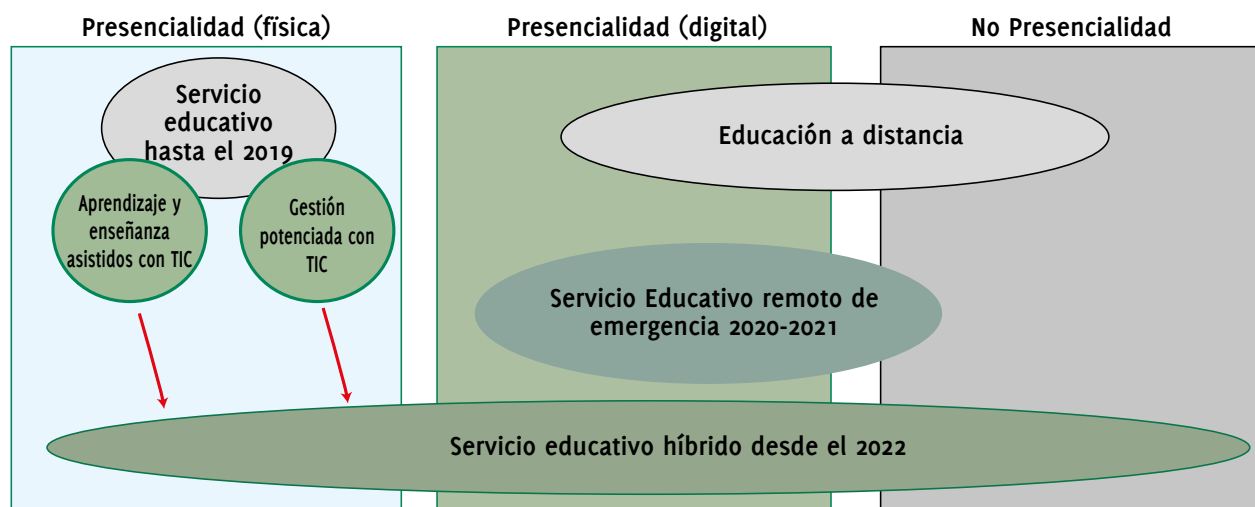 Presencialidad (física)
Presencialidad (digital)
No Presencialidad
Servicio
educativo
hasta el 2019
Aprendizaje y
enseñanza
asistidos con TIC
Gestión
potenciada con
TIC
Educación a distancia
Servicio Educativo remoto de
emergencia 2020-2021
Servicio educativo híbrido desde el 2022